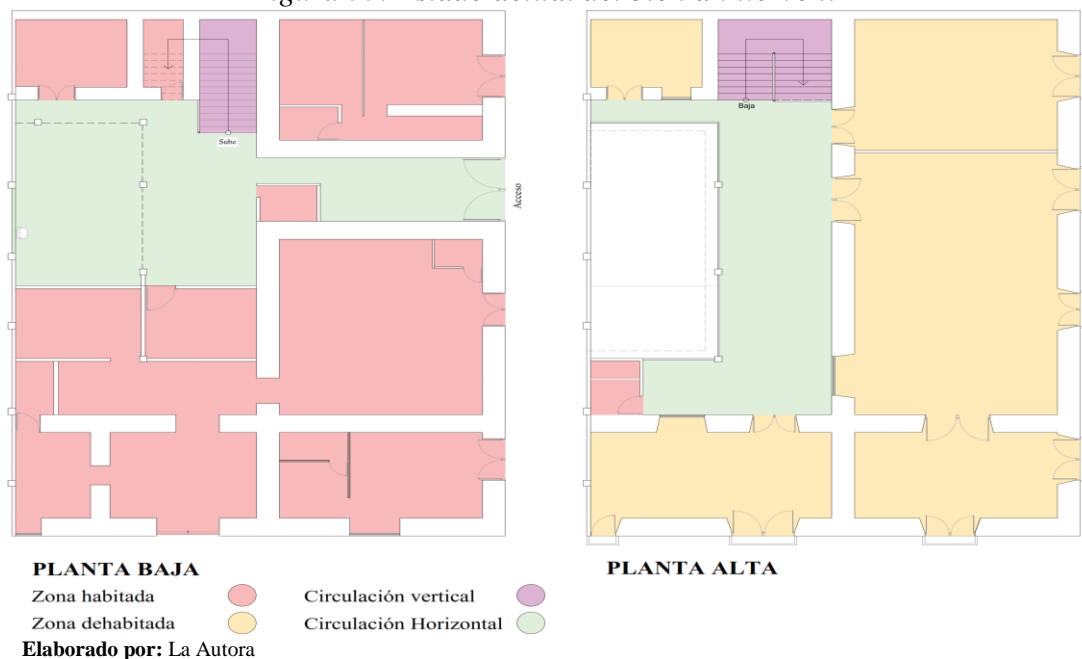 Sube
Acceso
Baja
PLANTA BAJA
PLANTA ALTA
Zona habitada
Circulación vertical
Zona dehabitada
Circulación Horizontal
Elaborado por: La Autora